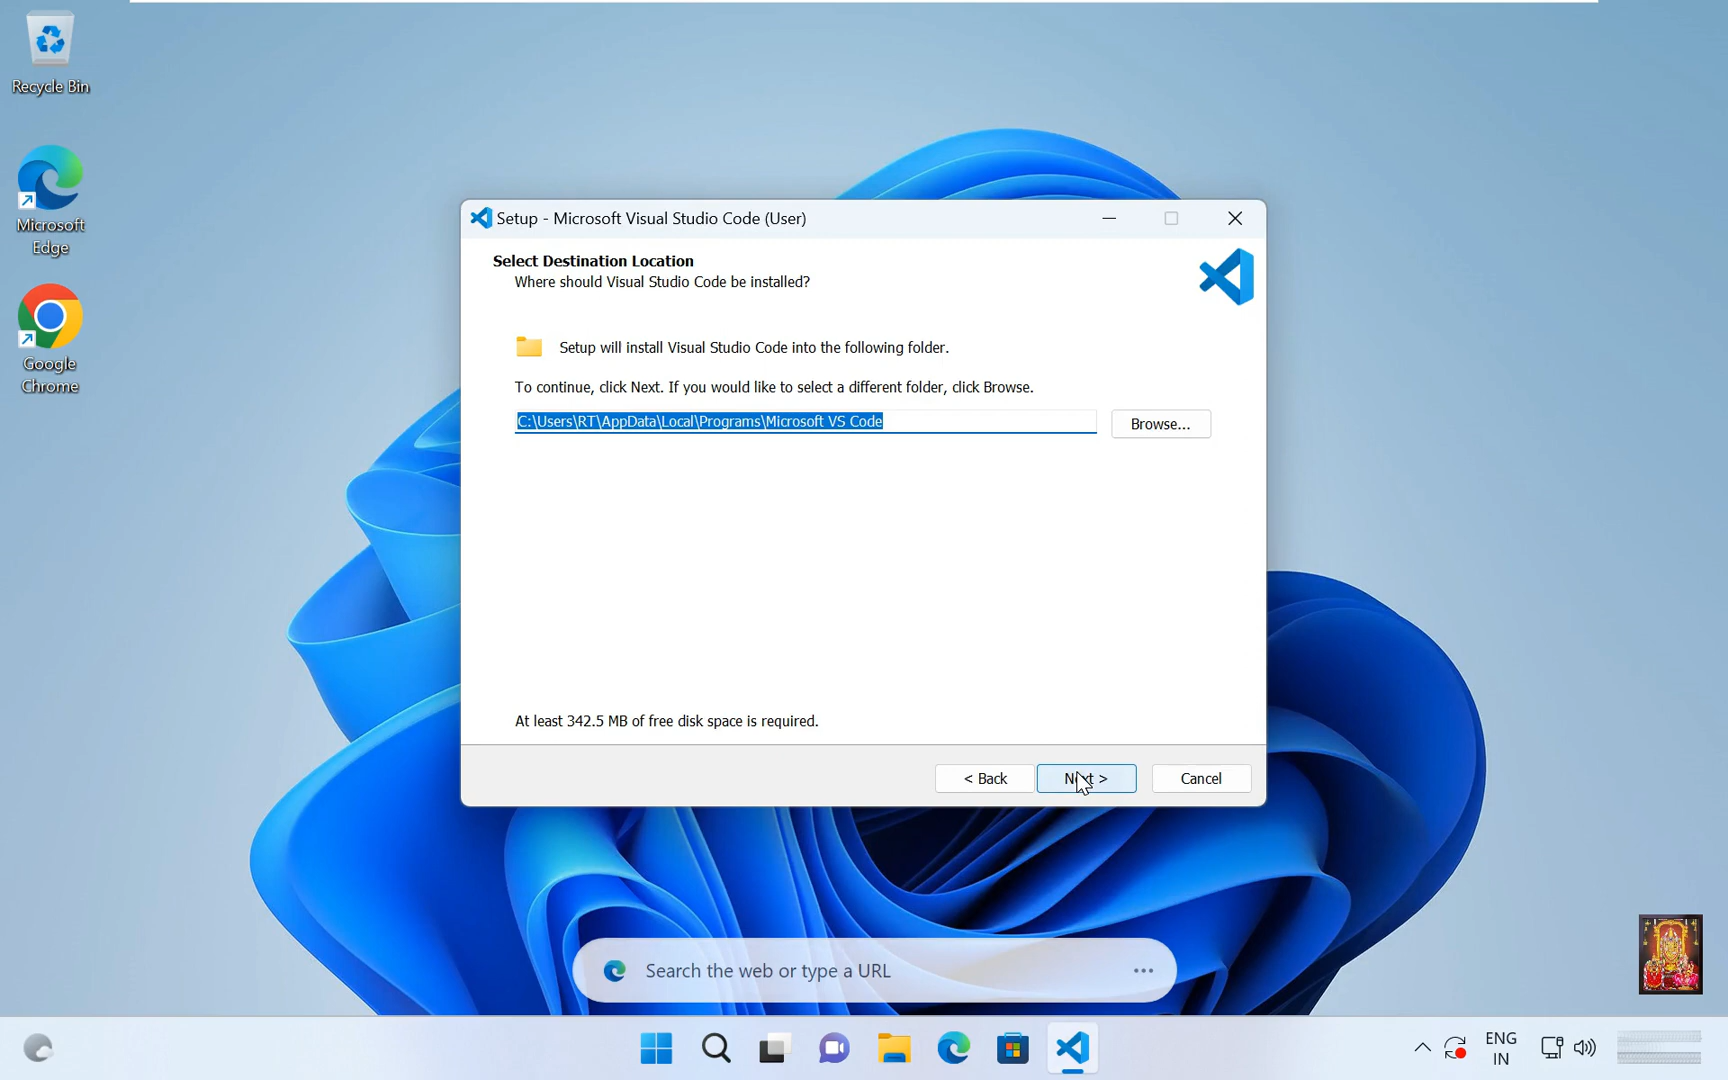 Recycle Bin
Microsoft
Edge
Google
Chrome
Setup - Microsoft Visual Studio Code (User)
Select Destination Location
Where should Visual Studio Code be installed?
Setup will install Visual Studio Code into the following folder.
To continue, click Next. If you would like to select a different folder, click Browse.
C:\Users\RT\AppData\Local\Programs\Microsoft VS Code
Browse...
At least 342.5 MB of free disk space is required.
< Back
Next >
Cancel
Search the web or type a URL
ENG
IN